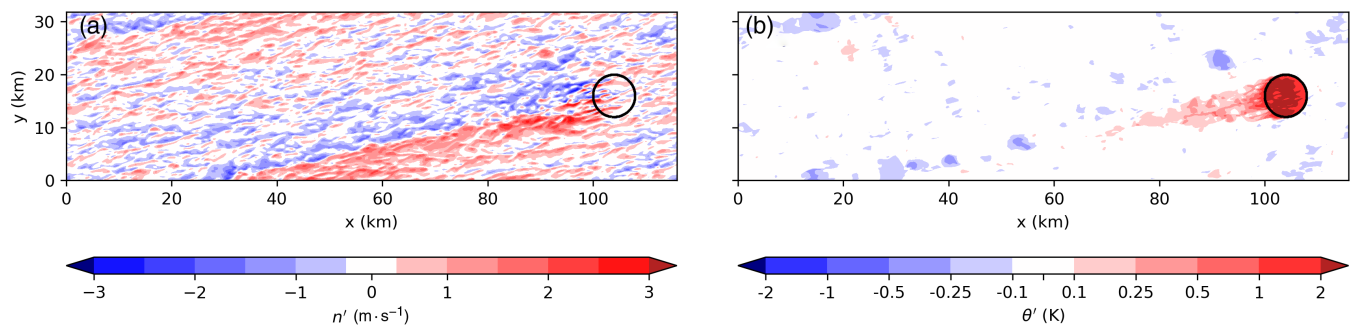 (a)
(b)
y (km)
30
20
10
0
0 20 40 60 80 100
x (km)
0 20 40 60 80 100
x (km)
−3 −2 −1 0 1 2 3
n′ (m·s−1)
-2 -1 -0.5 -0.25 -0.1 0.1 0.25 0.5 1 2
θ′ (K)